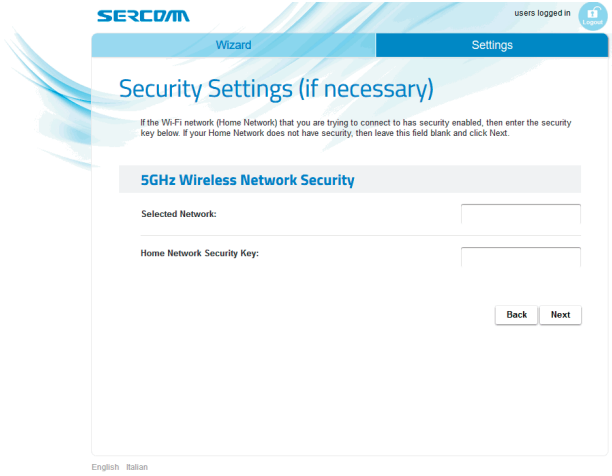 SERCOMM
users logged in
Logout
Wizard
Settings
Security Settings (if necessary)
If the Wi-Fi network (Home Network) that you are trying to connect to has security enabled, then enter the security
key below. If your Home Network does not have security, then leave this field blank and click Next.
5GHz Wireless Network Security
Selected Network:
Home Network Security Key:
Back
Next
English Italian